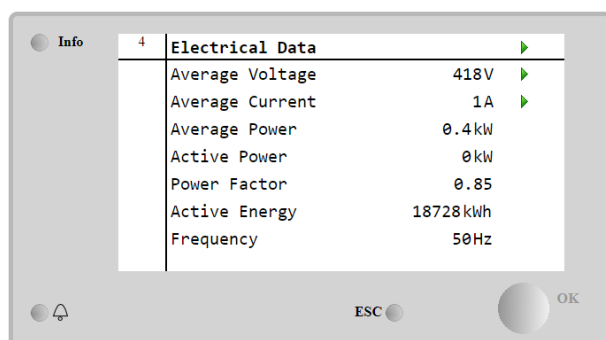 Info
4 Electrical Data
Average Voltage 418V
Average Current 1A
Average Power 0.4kW
Active Power 0kW
Power Factor 0.85
Active Energy 18728kWh
Frequency 50Hz
ESC
OK